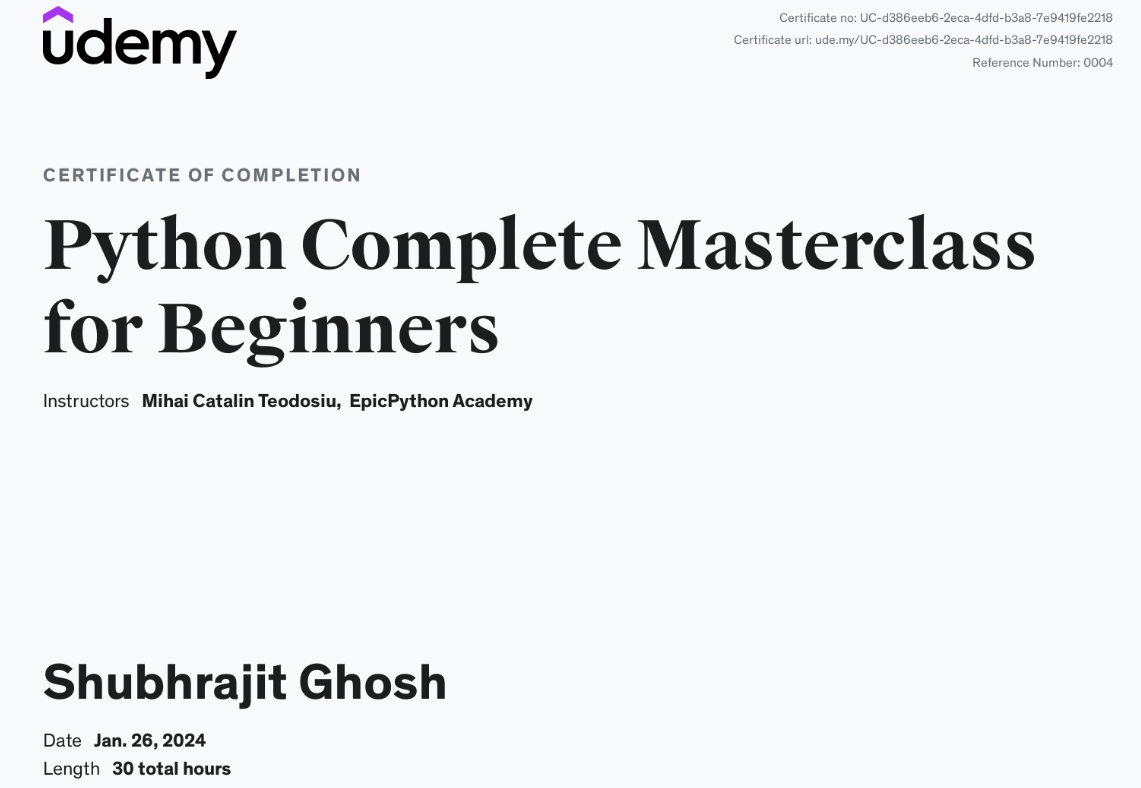 udemy
Certificate no: UC-d386eeb6-2eca-4dfd-b3a8-7e9419fe2218
Certificate url: ude.my/UC-d386eeb6-2eca-4dfd-b3a8-7e9419fe2218
Reference Number: 0004
CERTIFICATE OF COMPLETION
Python Complete Masterclass
for Beginners
Instructors Mihai Catalin Teodosiu, EpicPython Academy
Shubhrajit Ghosh
Date Jan. 26, 2024
Length 30 total hours